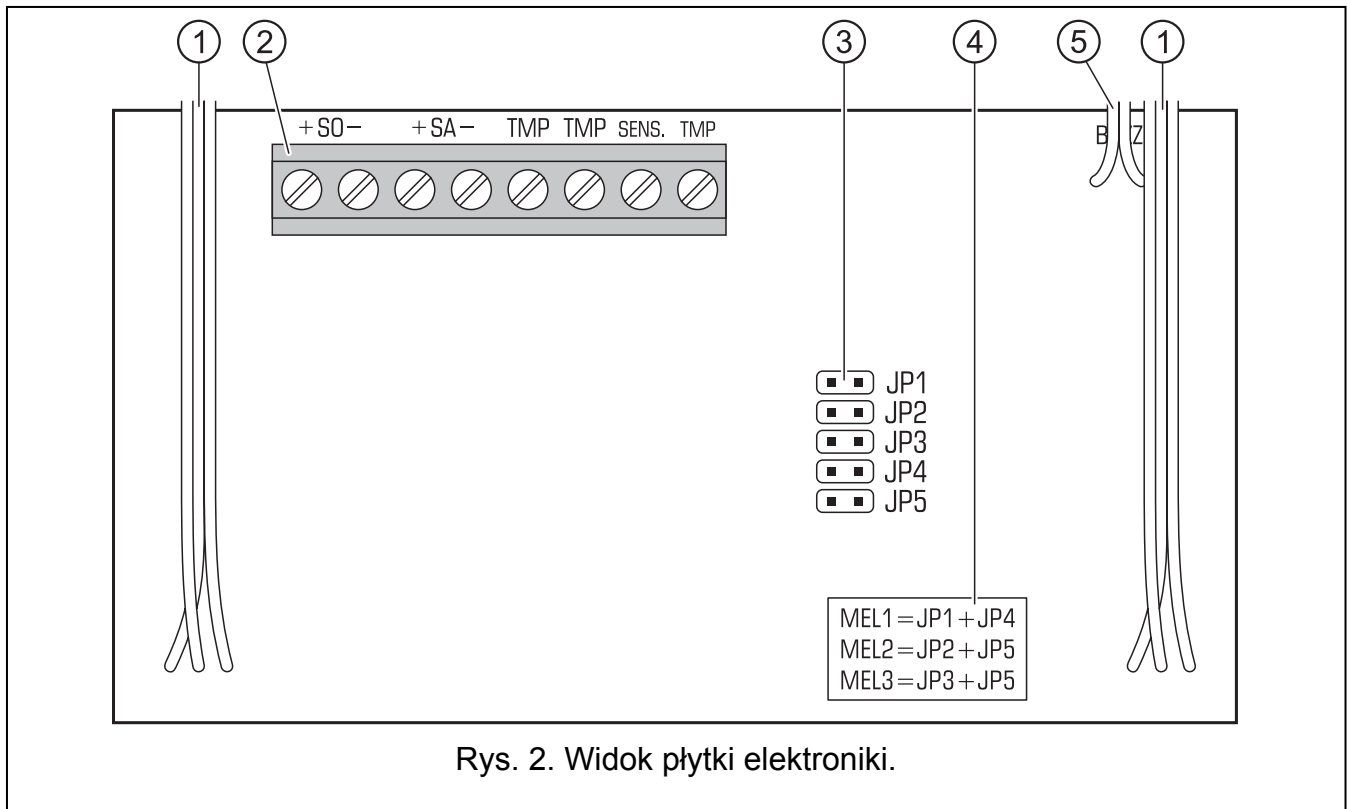 1 2 3 4 5 1
+SO− +SA− TMP TMP SENS. TMP
JP1
JP2
JP3
JP4
JP5
MEL1=JP1+JP4
MEL2=JP2+JP5
MEL3=JP3+JP5
Rys. 2. Widok płytki elektroniki.